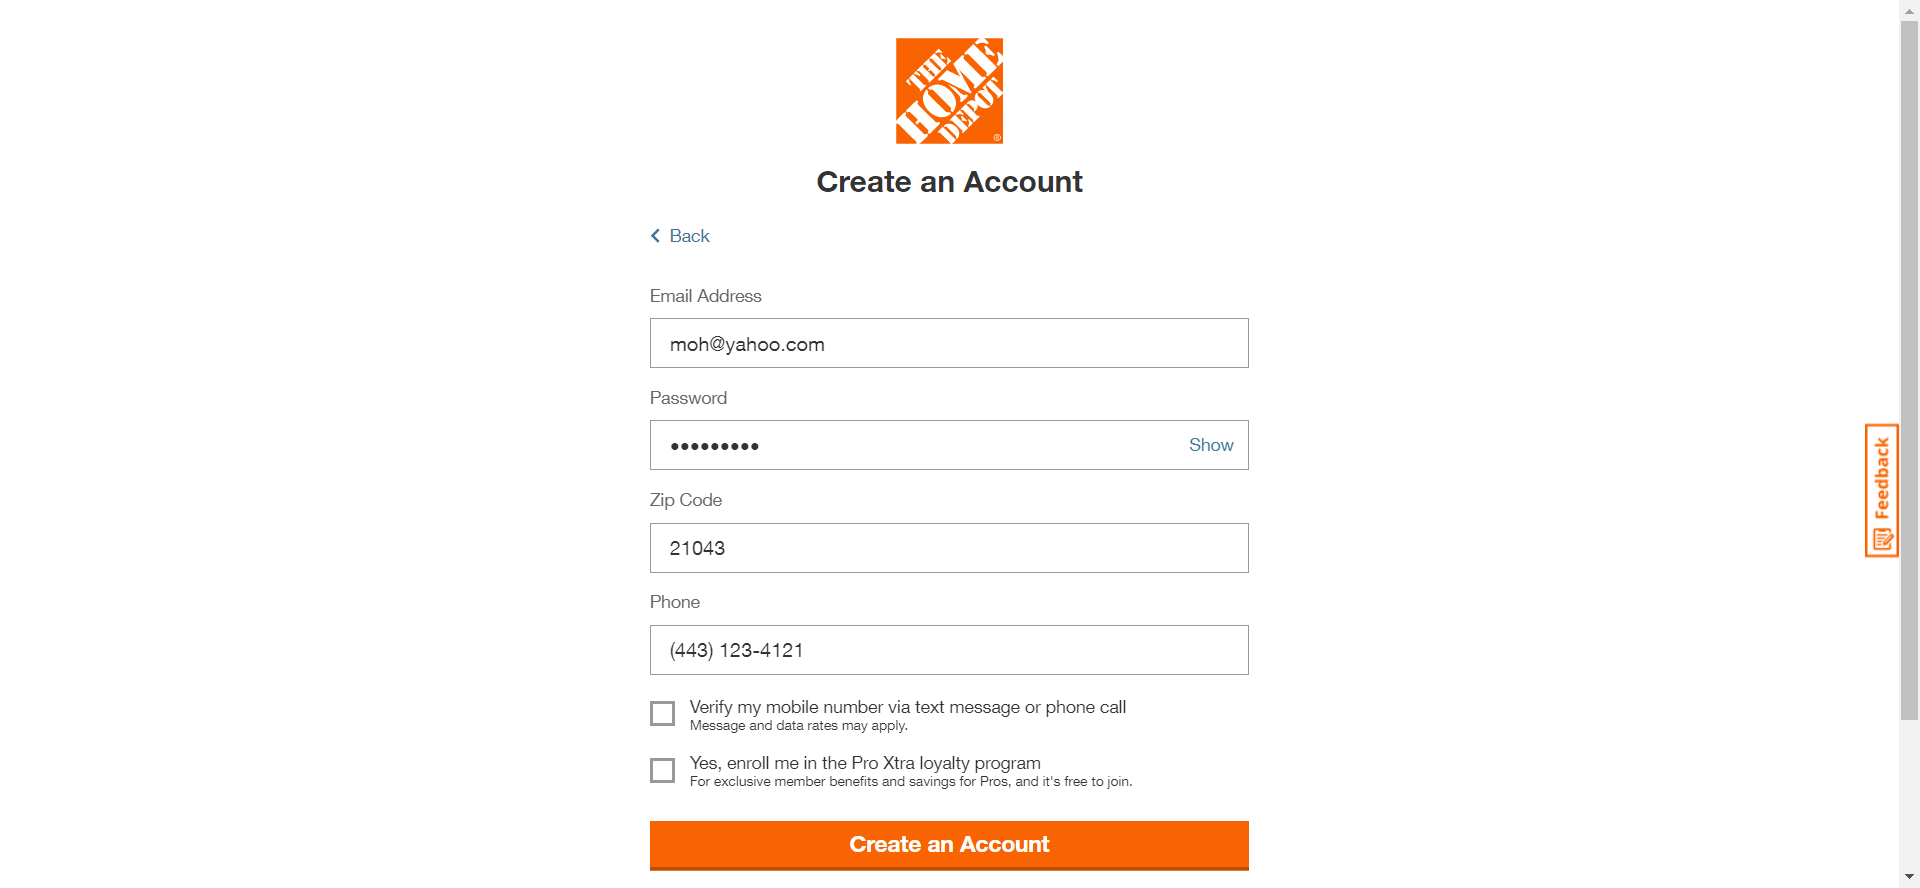 THE
HOME
DEPOT
®
Create an Account
Back
Email Address
moh@yahoo.com
Password
•••••••••
Show
Zip Code
21043
Phone
(443) 123-4121
Verify my mobile number via text message or phone call
Message and data rates may apply.
Yes, enroll me in the Pro Xtra loyalty program
For exclusive member benefits and savings for Pros, and it's free to join.
Create an Account
Feedback